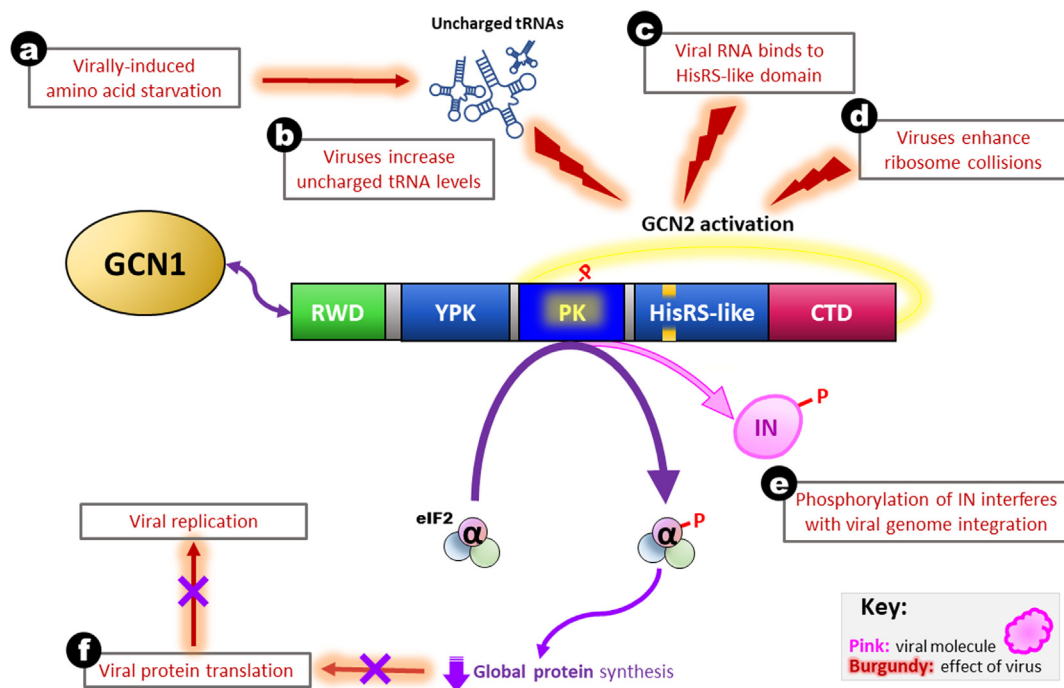 Uncharged tRNAs
a
Virally-induced
amino acid starvation
b
Viruses increase
uncharged tRNA levels
c
Viral RNA binds to
HisRS-like domain
d
Viruses enhance
ribosome collisions
GCN2 activation
GCN1
-P
RWD
YPK
PK
HisRS-like
CTD
IN
P
e
Phosphorylation of IN interferes
with viral genome integration
eIF2
α
α
P
Viral replication
f
Viral protein translation
Global protein synthesis
Key:
Pink: viral molecule
Burgundy: effect of virus